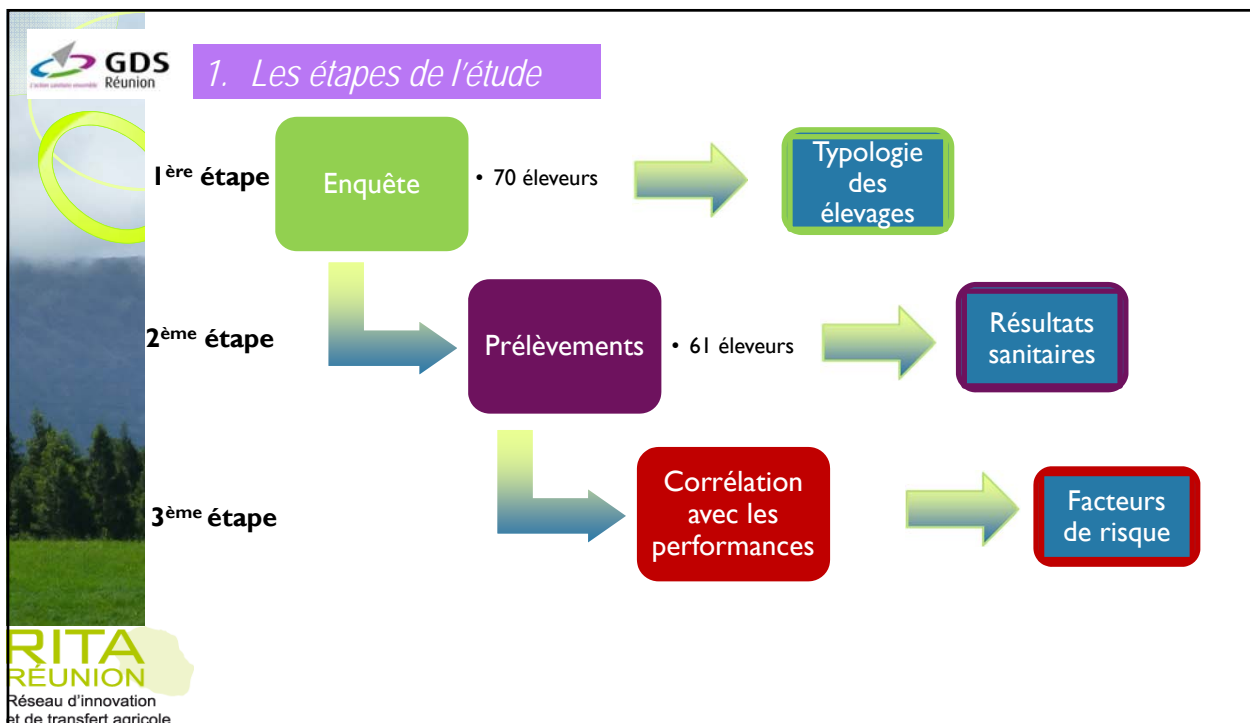 GDS
Réunion
1. Les étapes de l'étude
1ère étape
Enquête
• 70 éleveurs
Typologie
des
élevages
2ème étape
Prélèvements
• 61 éleveurs
Résultats
sanitaires
3ème étape
Corrélation
avec les
performances
Facteurs
de risque
RITA
RÉUNION
Réseau d'innovation
et de transfert agricole